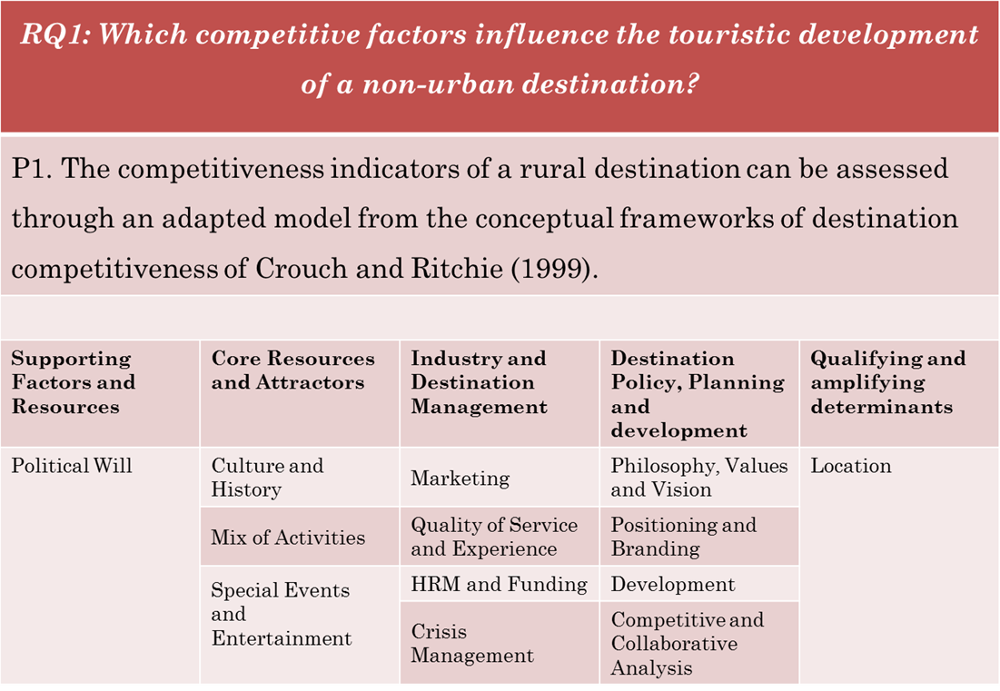 RQ1: Which competitive factors influence the touristic development
of a non-urban destination?
P1. The competitiveness indicators of a rural destination can be assessed
through an adapted model from the conceptual frameworks of destination
competitiveness of Crouch and Ritchie (1999).
Supporting
Factors and
Resources
Core Resources
and Attractors
Industry and
Destination
Management
Destination
Policy, Planning
and
development
Qualifying and
amplifying
determinants
Political Will
Culture and
History
Marketing
Philosophy, Values
and Vision
Location
Mix of Activities
Quality of Service
and Experience
Positioning and
Branding
Special Events
and
Entertainment
HRM and Funding
Development
Crisis
Management
Competitive and
Collaborative
Analysis